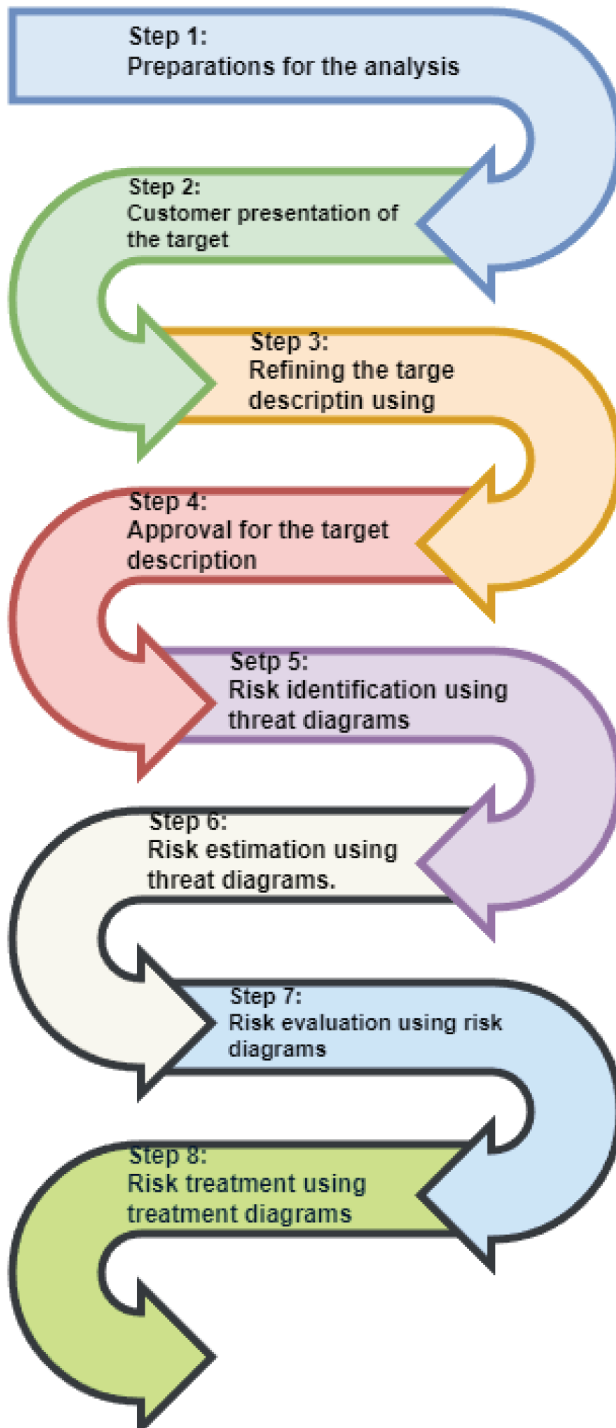 Step 1:
Preparations for the analysis
Step 2:
Customer presentation of
the target
Step 3:
Refining the targe
descriptin using
Step 4:
Approval for the target
description
Setp 5:
Risk identification using
threat diagrams
Step 6:
Risk estimation using
threat diagrams.
Step 7:
Risk evaluation using risk
diagrams
Step 8:
Risk treatment using
treatment diagrams